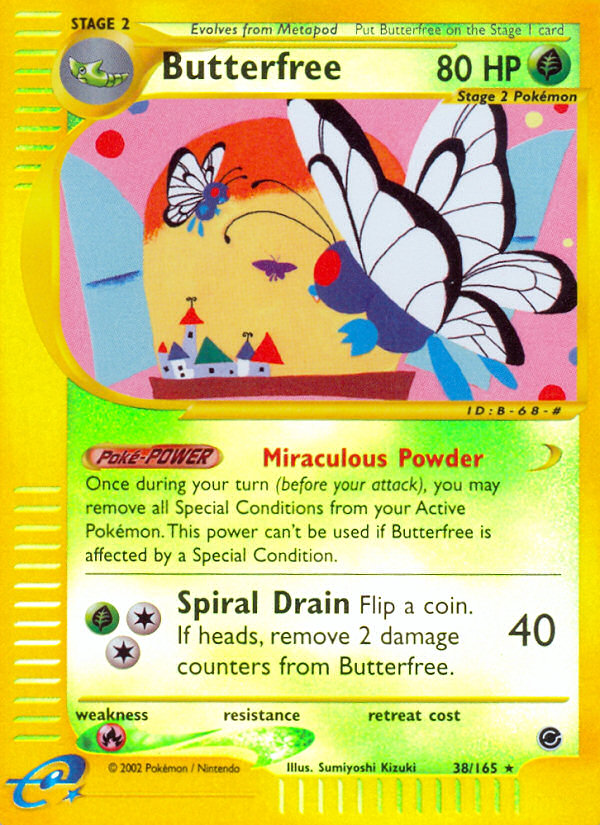 STAGE 2
Evolves from Metapod Put Butterfree on the Stage 1 card
Butterfree 80 HP
Stage 2 Pokémon
ID:B-68-#
Poké-POWER Miraculous Powder
Once during your turn (before your attack), you may
remove all Special Conditions from your Active
Pokémon. This power can't be used if Butterfree is
affected by a Special Condition.
Spiral Drain Flip a coin.
If heads, remove 2 damage
counters from Butterfree.
40
weakness resistance retreat cost
© 2002 Pokémon / Nintendo Illus. Sumiyoshi Kizuki 38/165 ★